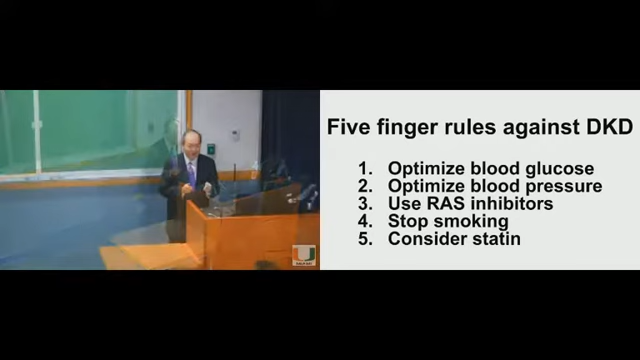 Five finger rules against DKD
1. Optimize blood glucose
2. Optimize blood pressure
3. Use RAS inhibitors
4. Stop smoking
5. Consider statin